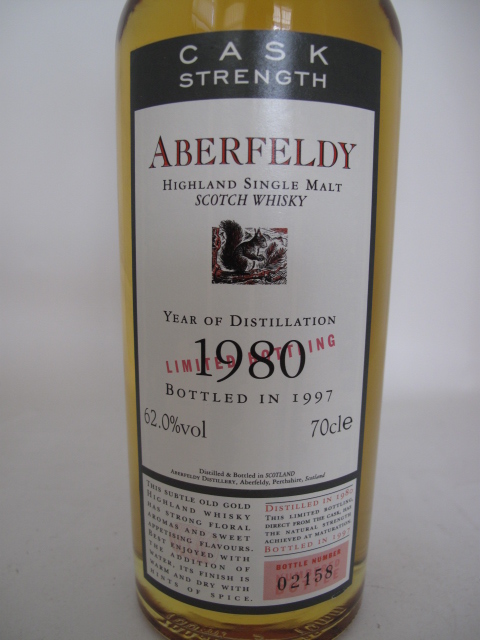 CASK
STRENGTH
ABERFELDY
HIGHLAND SINGLE MALT
SCOTCH WHISKY
YEAR OF DISTILLATION
LIMITED BOTTLING
1980
BOTTLED IN 1997
62.0%vol 70cle
Distilled & Bottled in SCOTLAND
ABERFELDY DISTILLERY, Aberfeldy, Perthshire, Scotland
THIS SUBTLE OLD GOLD
HIGHLAND WHISKY
HAS STRONG FLORAL
AROMAS AND SWEET
APPETISING FLAVOURS.
BEST ENJOYED WITH
THE ADDITION OF
WATER, ITS FINISH IS
WARM AND DRY WITH
HINTS OF SPICE.
DISTILLED IN 1980
THIS LIMITED BOTTLING,
DIRECT FROM THE CASK, HAS
THE NATURAL STRENGTH
ACHIEVED AT MATURATION.
BOTTLED IN 1997
BOTTLE NUMBER
02158